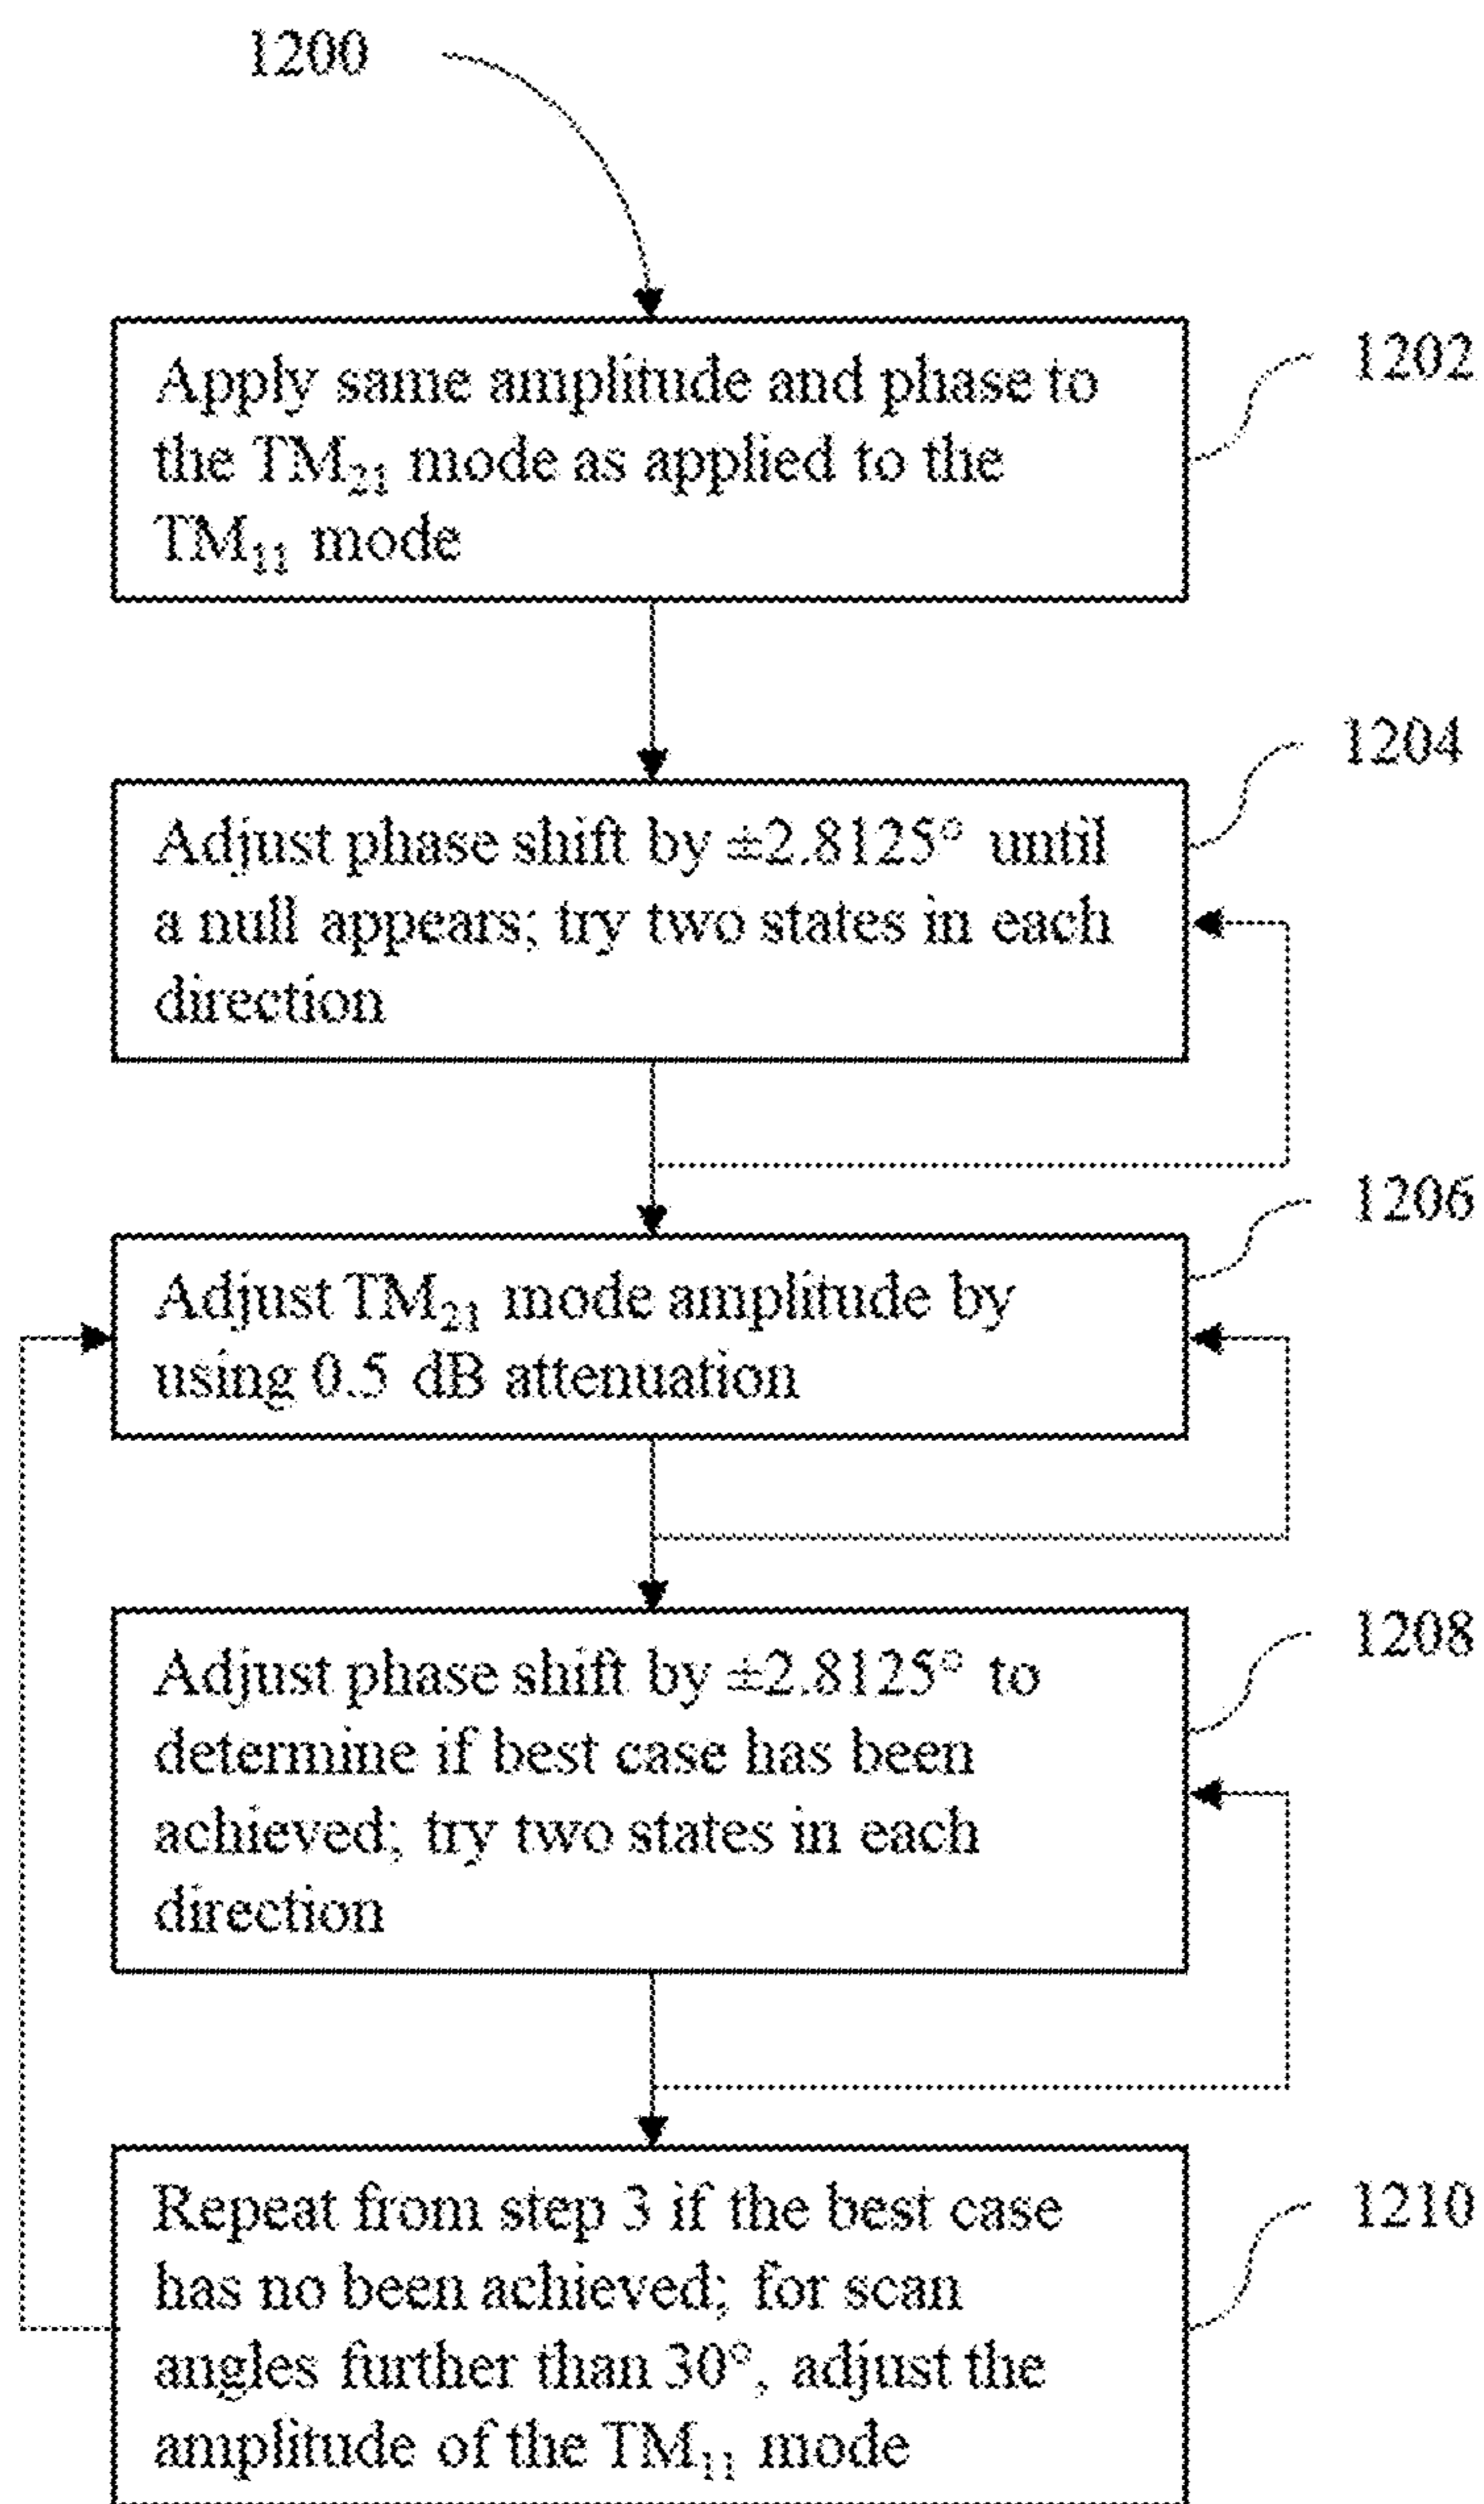 1200
Apply same amplitude and phase to
the TM₂₁ mode as applied to the
TM₁₁ mode
1202
Adjust phase shift by ±2.8125° until
a null appears; try two states in each
direction
1204
Adjust TM₂₁ mode amplitude by
using 0.5 dB attenuation
1206
Adjust phase shift by ±2.8125° to
determine if best case has been
achieved; try two states in each
direction
1208
Repeat from step 3 if the best case
has no been achieved; for scan
angles further than 30°, adjust the
amplitude of the TM₁₁ mode
1210